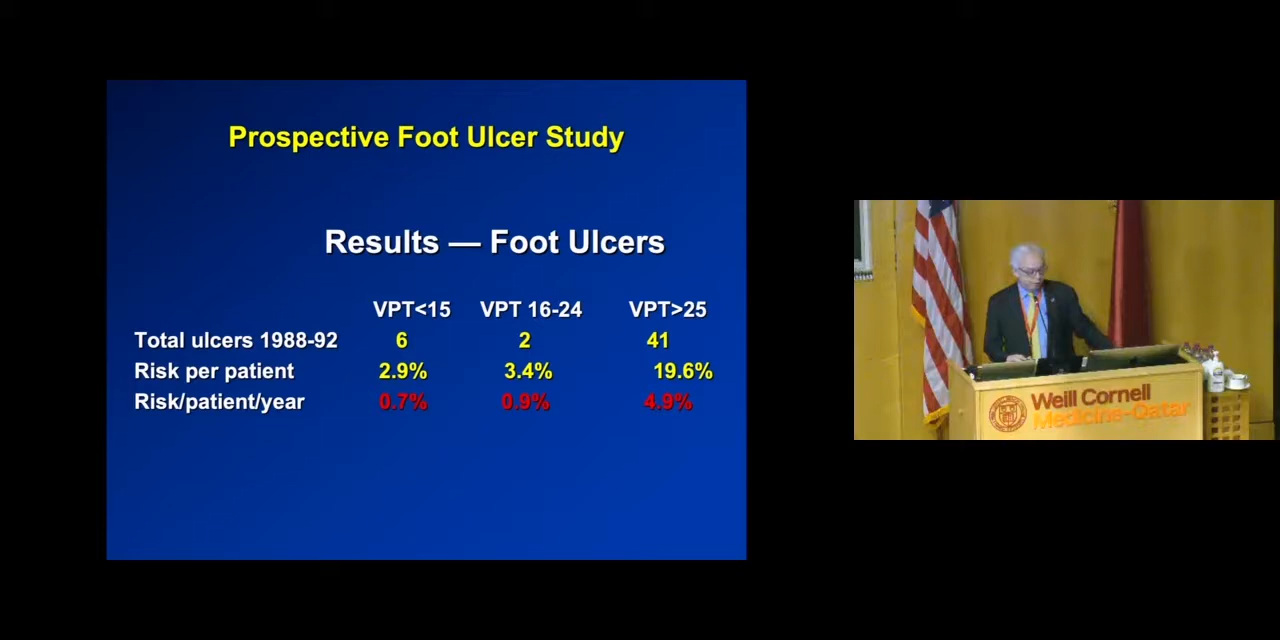 Prospective Foot Ulcer Study
Results — Foot Ulcers
VPT<15 VPT 16-24 VPT>25
Total ulcers 1988-92 6 2 41
Risk per patient 2.9% 3.4% 19.6%
Risk/patient/year 0.7% 0.9% 4.9%
Weill Cornell
Medicine-Qatar